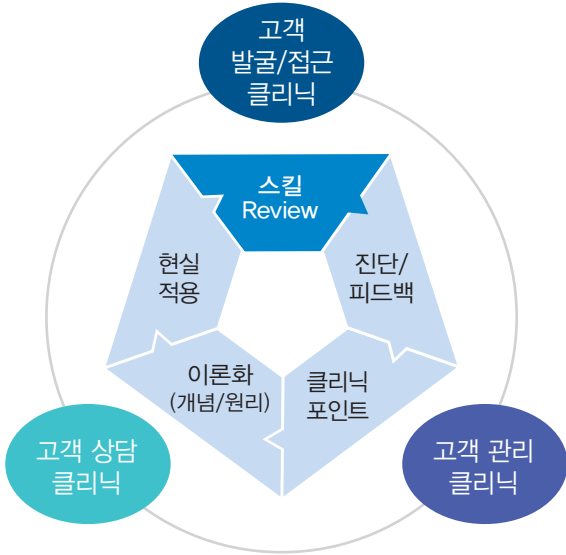 고객
발굴/접근
클리닉
스킬
Review
현실
적용
진단/
피드백
이론화
(개념/원리)
클리닉
포인트
고객 상담
클리닉
고객 관리
클리닉